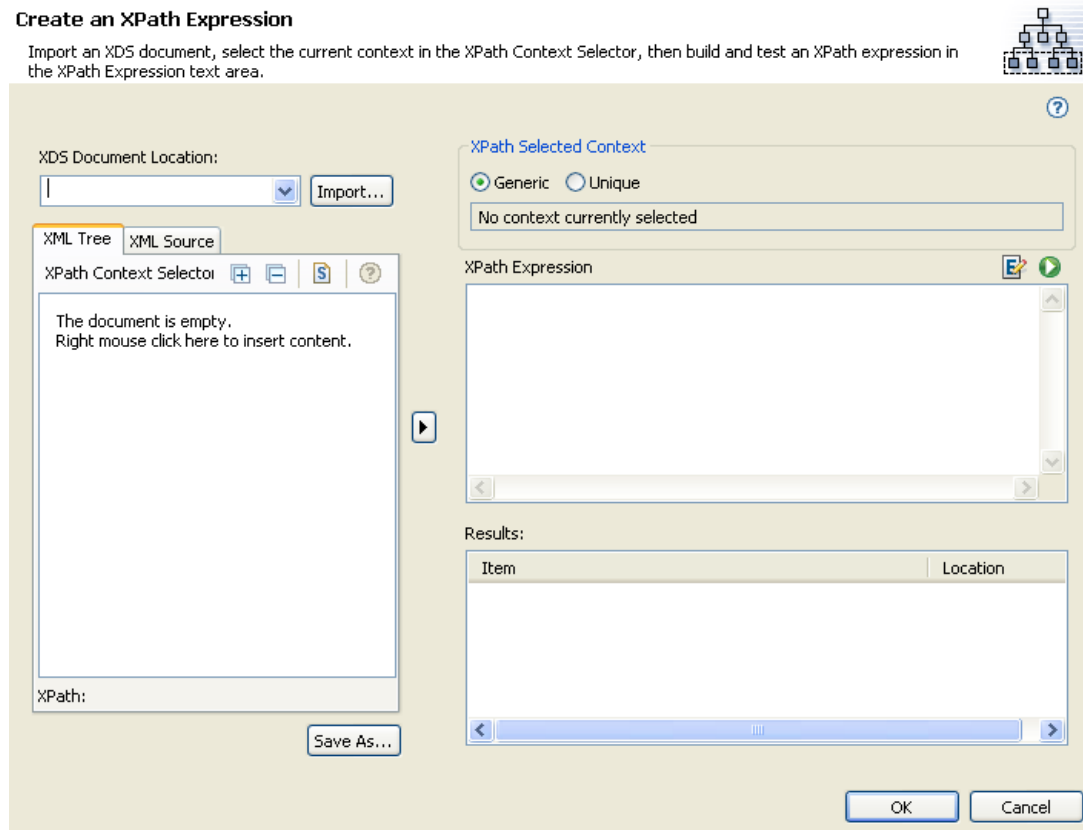 Create an XPath Expression
Import an XDS document, select the current context in the XPath Context Selector, then build and test an XPath expression in
the XPath Expression text area.
XDS Document Location:
Import...
XML Tree
XML Source
XPath Context Selector
The document is empty.
Right mouse click here to insert content.
XPath:
Save As...
XPath Selected Context
Generic
Unique
No context currently selected
XPath Expression
Results:
Item
Location
OK
Cancel